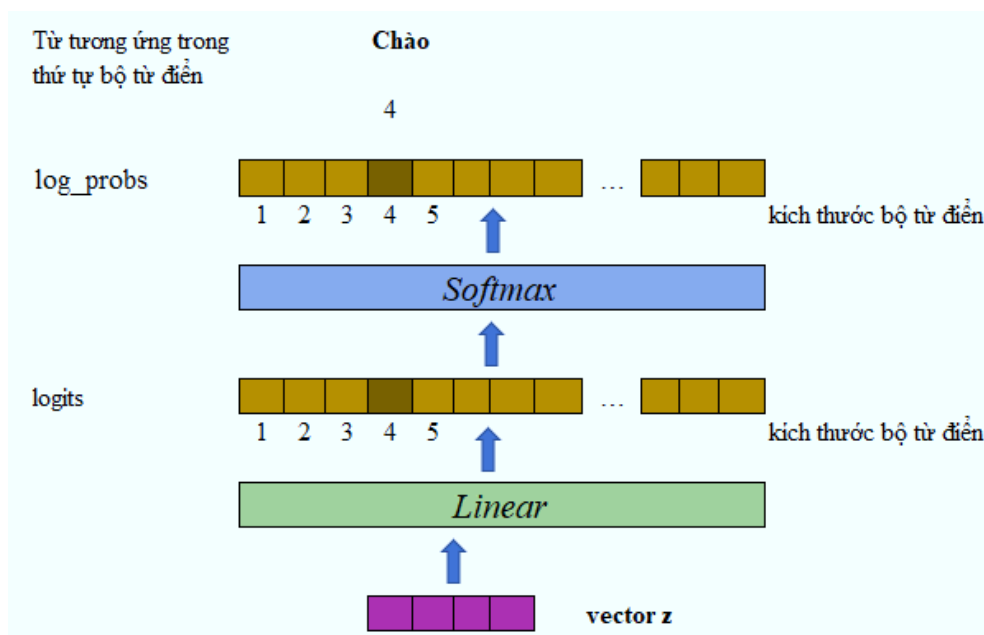 Từ tương ứng trong
thứ tự bộ từ điển
Chào
4
log_probs
...
1 2 3 4 5
kích thước bộ từ điển
Softmax
logits
...
1 2 3 4 5
kích thước bộ từ điển
Linear
vector z